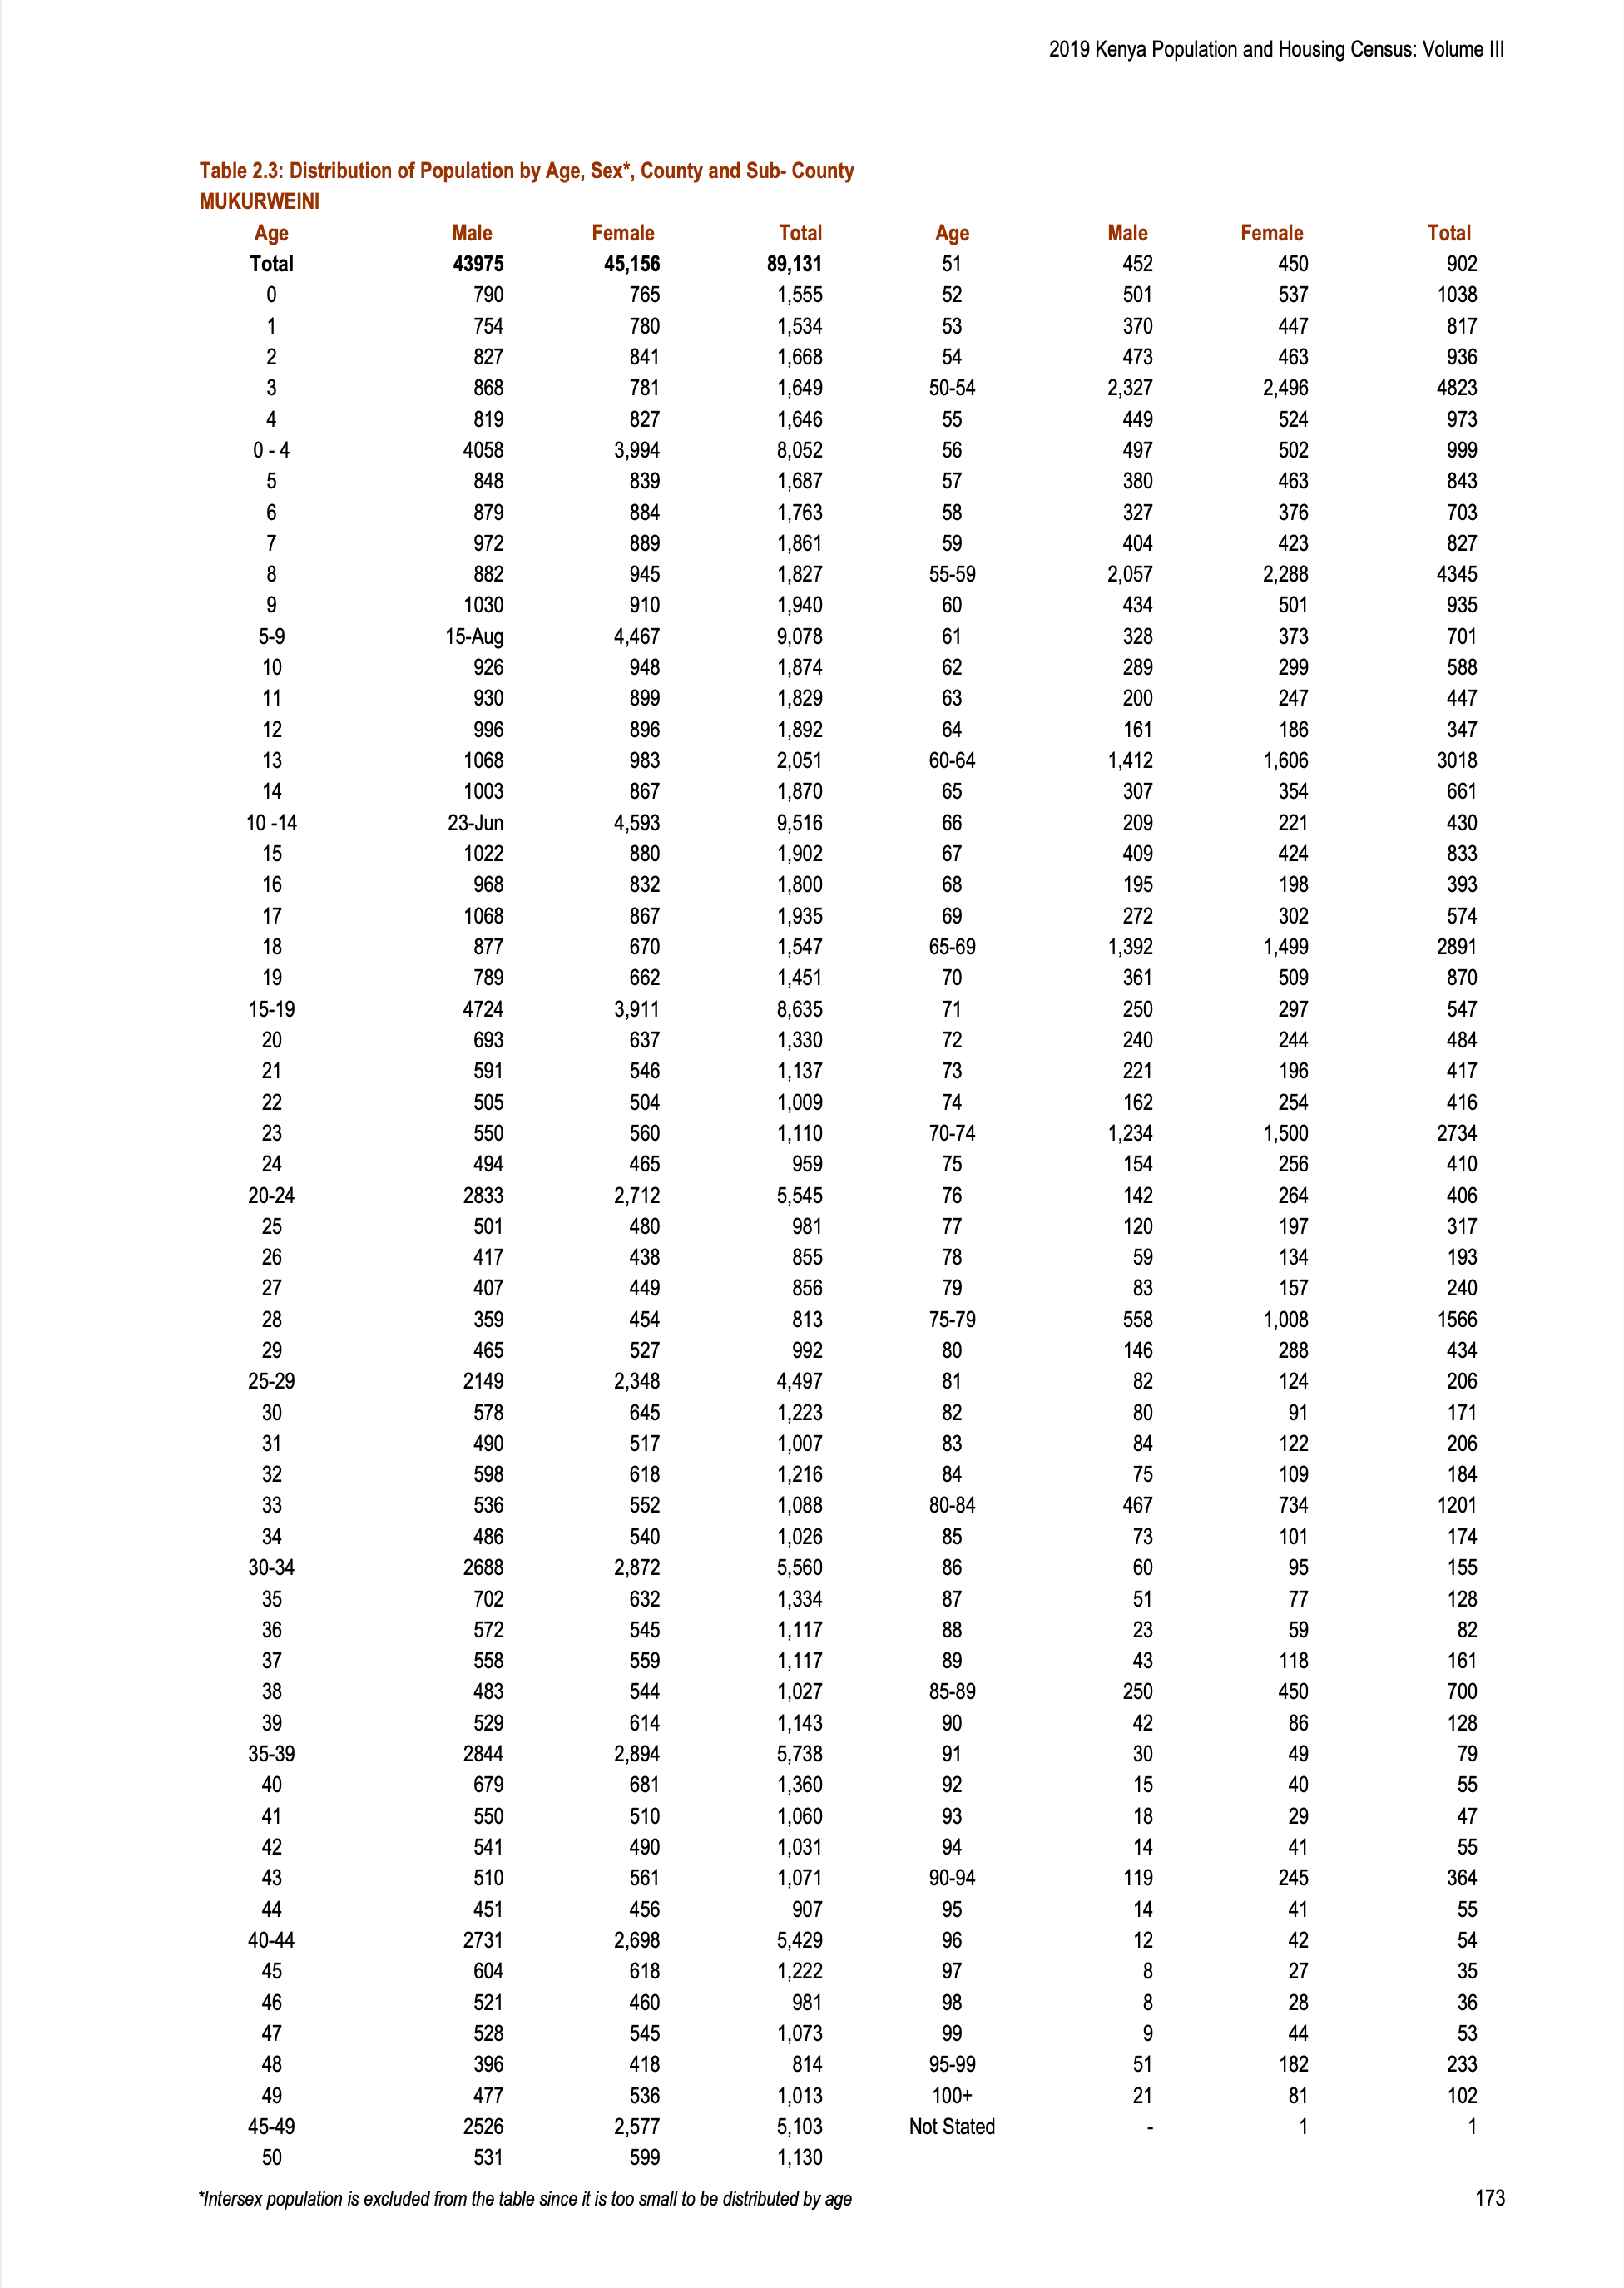 2019 Kenya Population and Housing Census: Volume III
Table 2.3: Distribution of Population by Age, Sex*, County and Sub- County
MUKURWEINI
Age Male Female Total Age Male Female Total
Total 43975 45,156 89,131 51 452 450 902
0 790 765 1,555 52 501 537 1038
1 754 780 1,534 53 370 447 817
2 827 841 1,668 54 473 463 936
3 868 781 1,649 50-54 2,327 2,496 4823
4 819 827 1,646 55 449 524 973
0 - 4 4058 3,994 8,052 56 497 502 999
5 848 839 1,687 57 380 463 843
6 879 884 1,763 58 327 376 703
7 972 889 1,861 59 404 423 827
8 882 945 1,827 55-59 2,057 2,288 4345
9 1030 910 1,940 60 434 501 935
5-9 15-Aug 4,467 9,078 61 328 373 701
10 926 948 1,874 62 289 299 588
11 930 899 1,829 63 200 247 447
12 996 896 1,892 64 161 186 347
13 1068 983 2,051 60-64 1,412 1,606 3018
14 1003 867 1,870 65 307 354 661
10 -14 23-Jun 4,593 9,516 66 209 221 430
15 1022 880 1,902 67 409 424 833
16 968 832 1,800 68 195 198 393
17 1068 867 1,935 69 272 302 574
18 877 670 1,547 65-69 1,392 1,499 2891
19 789 662 1,451 70 361 509 870
15-19 4724 3,911 8,635 71 250 297 547
20 693 637 1,330 72 240 244 484
21 591 546 1,137 73 221 196 417
22 505 504 1,009 74 162 254 416
23 550 560 1,110 70-74 1,234 1,500 2734
24 494 465 959 75 154 256 410
20-24 2833 2,712 5,545 76 142 264 406
25 501 480 981 77 120 197 317
26 417 438 855 78 59 134 193
27 407 449 856 79 83 157 240
28 359 454 813 75-79 558 1,008 1566
29 465 527 992 80 146 288 434
25-29 2149 2,348 4,497 81 82 124 206
30 578 645 1,223 82 80 91 171
31 490 517 1,007 83 84 122 206
32 598 618 1,216 84 75 109 184
33 536 552 1,088 80-84 467 734 1201
34 486 540 1,026 85 73 101 174
30-34 2688 2,872 5,560 86 60 95 155
35 702 632 1,334 87 51 77 128
36 572 545 1,117 88 23 59 82
37 558 559 1,117 89 43 118 161
38 483 544 1,027 85-89 250 450 700
39 529 614 1,143 90 42 86 128
35-39 2844 2,894 5,738 91 30 49 79
40 679 681 1,360 92 15 40 55
41 550 510 1,060 93 18 29 47
42 541 490 1,031 94 14 41 55
43 510 561 1,071 90-94 119 245 364
44 451 456 907 95 14 41 55
40-44 2731 2,698 5,429 96 12 42 54
45 604 618 1,222 97 8 27 35
46 521 460 981 98 8 28 36
47 528 545 1,073 99 9 44 53
48 396 418 814 95-99 51 182 233
49 477 536 1,013 100+ 21 81 102
45-49 2526 2,577 5,103 Not Stated - 1 1
50 531 599 1,130
*Intersex population is excluded from the table since it is too small to be distributed by age 173